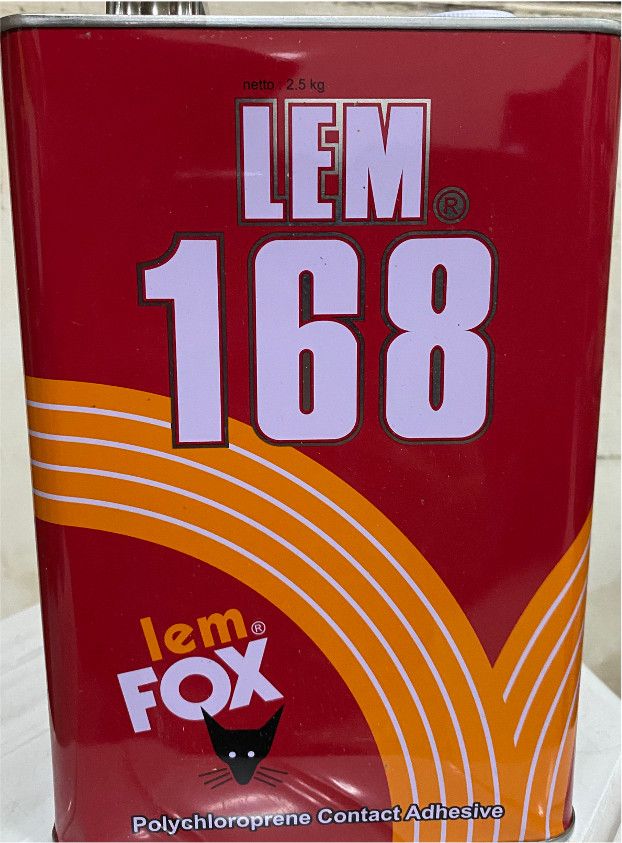 netto : 2.5 kg
LEM®
168
lem®
FOX
Polychloroprene Contact Adhesive